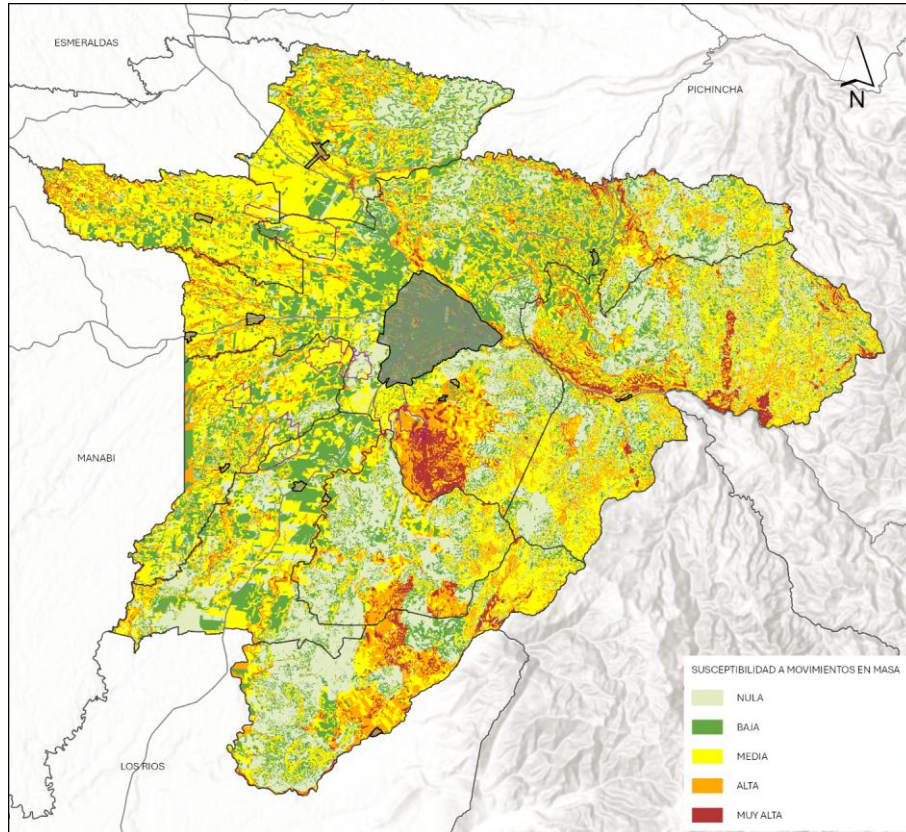 ESMERALDAS
PICHINCHA
N
MANABI
LOS RIOS
SUSCEPTIBILIDAD A MOVIMIENTOS EN MASA
NULA
BAJA
MEDIA
ALTA
MUY ALTA